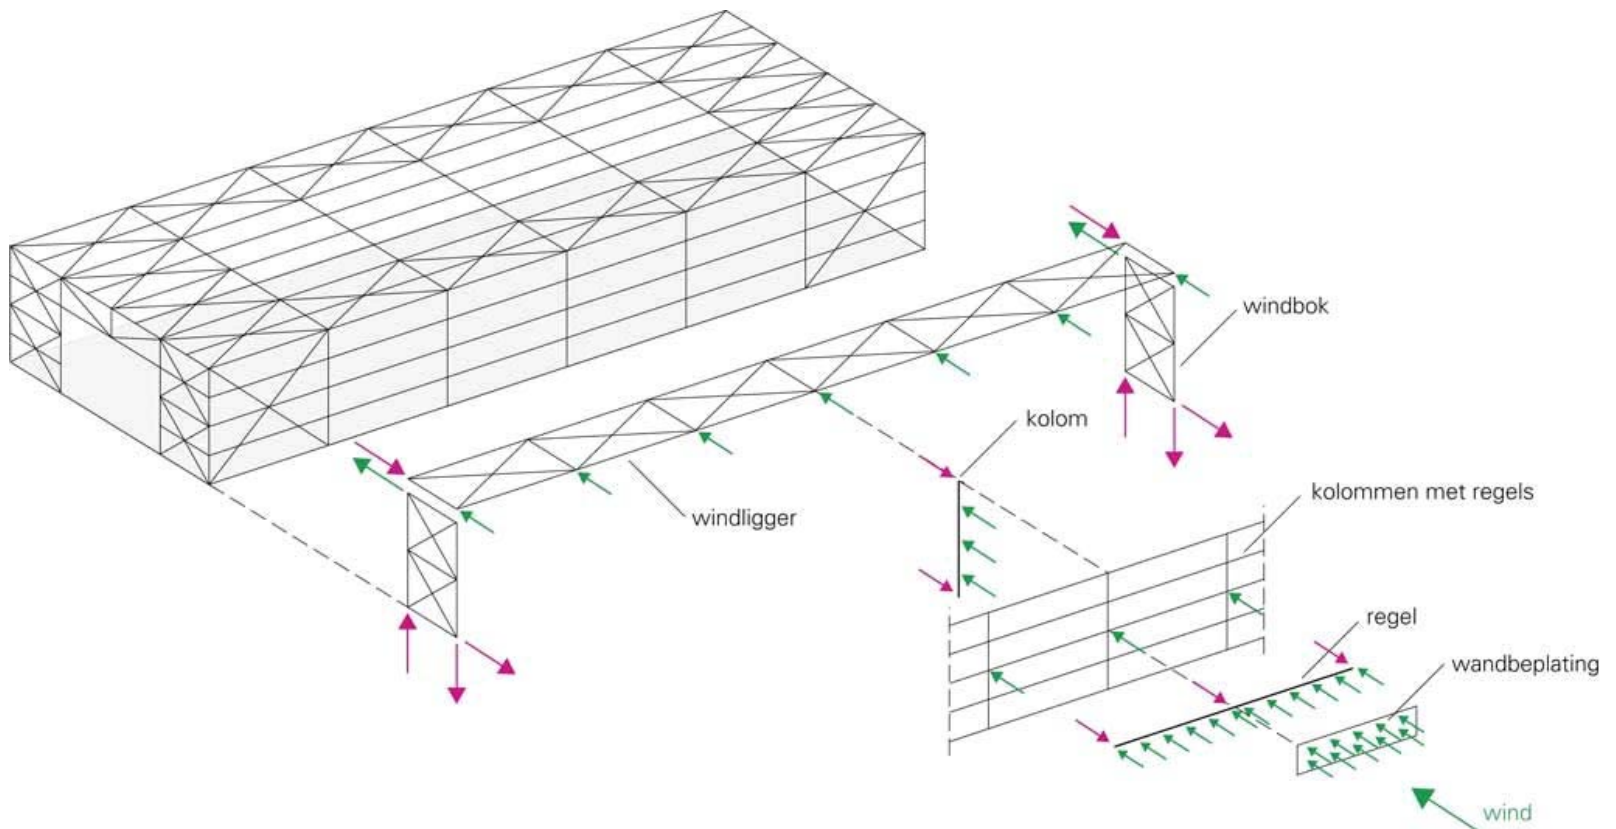 windbok
kolom
kolommen met regels
windligger
regel
wandbeplating
wind